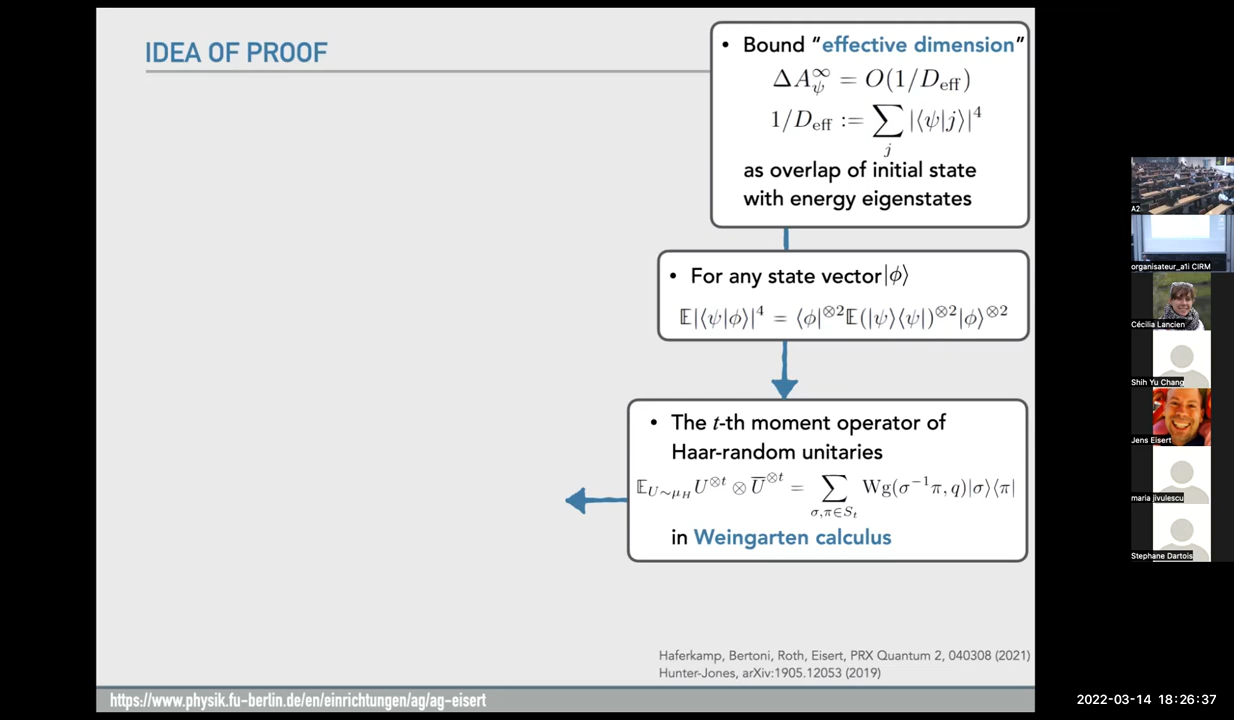 IDEA OF PROOF
• Bound “effective dimension”
ΔA^∞_ψ = O(1/D_eff)
1/D_eff := ∑_j |⟨ψ|j⟩|^4
as overlap of initial state
with energy eigenstates
• For any state vector|ϕ⟩
𝔼|⟨ψ|ϕ⟩|^4 = ⟨ϕ|^{⊗2}𝔼(|ψ⟩⟨ψ|)^{⊗2}|ϕ⟩^{⊗2}
• The t-th moment operator of
Haar-random unitaries
𝔼_{U∼μ_H} U^{⊗t} ⊗ U̅^{⊗t} = ∑_{σ,π∈S_t} Wg(σ^{-1}π, q)|σ⟩⟨π|
in Weingarten calculus
Haferkamp, Bertoni, Roth, Eisert, PRX Quantum 2, 040308 (2021)
Hunter-Jones, arXiv:1905.12053 (2019)
https://www.physik.fu-berlin.de/en/einrichtungen/ag/ag-eisert
A2
organisateur_a1i CIRM
Cécilia Lancien
Shih Yu Chang
Jens Eisert
maria jivulescu
Stephane Dartois
2022-03-14 18:26:37